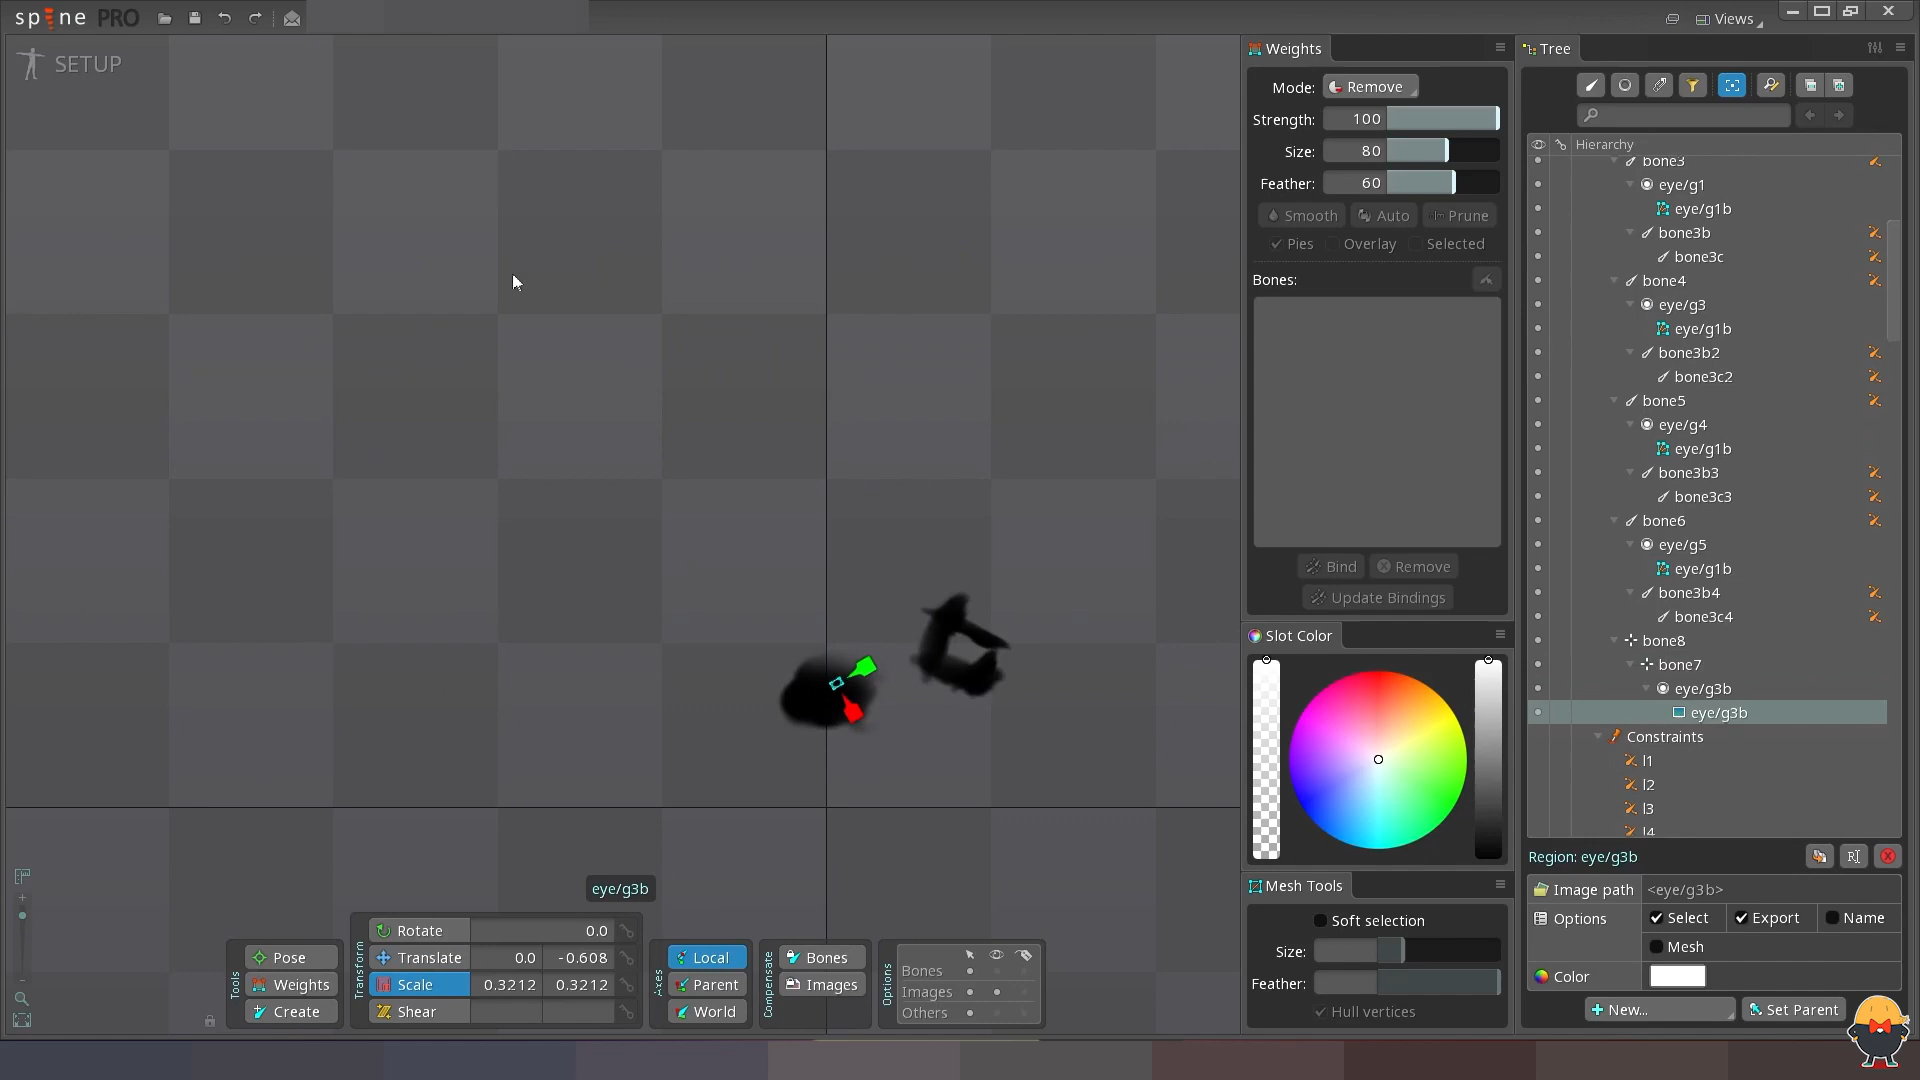 spine PRO
Views
SETUP
Weights
Mode: Remove
Strength: 100
Size: 80
Feather: 60
Smooth Auto Prune
Pies Overlay Selected
Bones:
Bind Remove
Update Bindings
Slot Color
Mesh Tools
Soft selection
Size:
Feather:
Hull vertices
Tree
Hierarchy
bone3
eye/g1
eye/g1b
bone3b
bone3c
bone4
eye/g3
eye/g1b
bone3b2
bone3c2
bone5
eye/g4
eye/g1b
bone3b3
bone3c3
bone6
eye/g5
eye/g1b
bone3b4
bone3c4
bone8
bone7
eye/g3b
eye/g3b
Constraints
l1
l2
l3
l4
Region: eye/g3b
Image path <eye/g3b>
Options Select Export Name
Mesh
Color
New... Set Parent
eye/g3b
Tools
Pose
Weights
Create
Transform
Rotate 0.0
Translate 0.0 -0.608
Scale 0.3212 0.3212
Shear
Axes
Local
Parent
World
Compensate
Bones
Images
Options
Bones
Images
Others